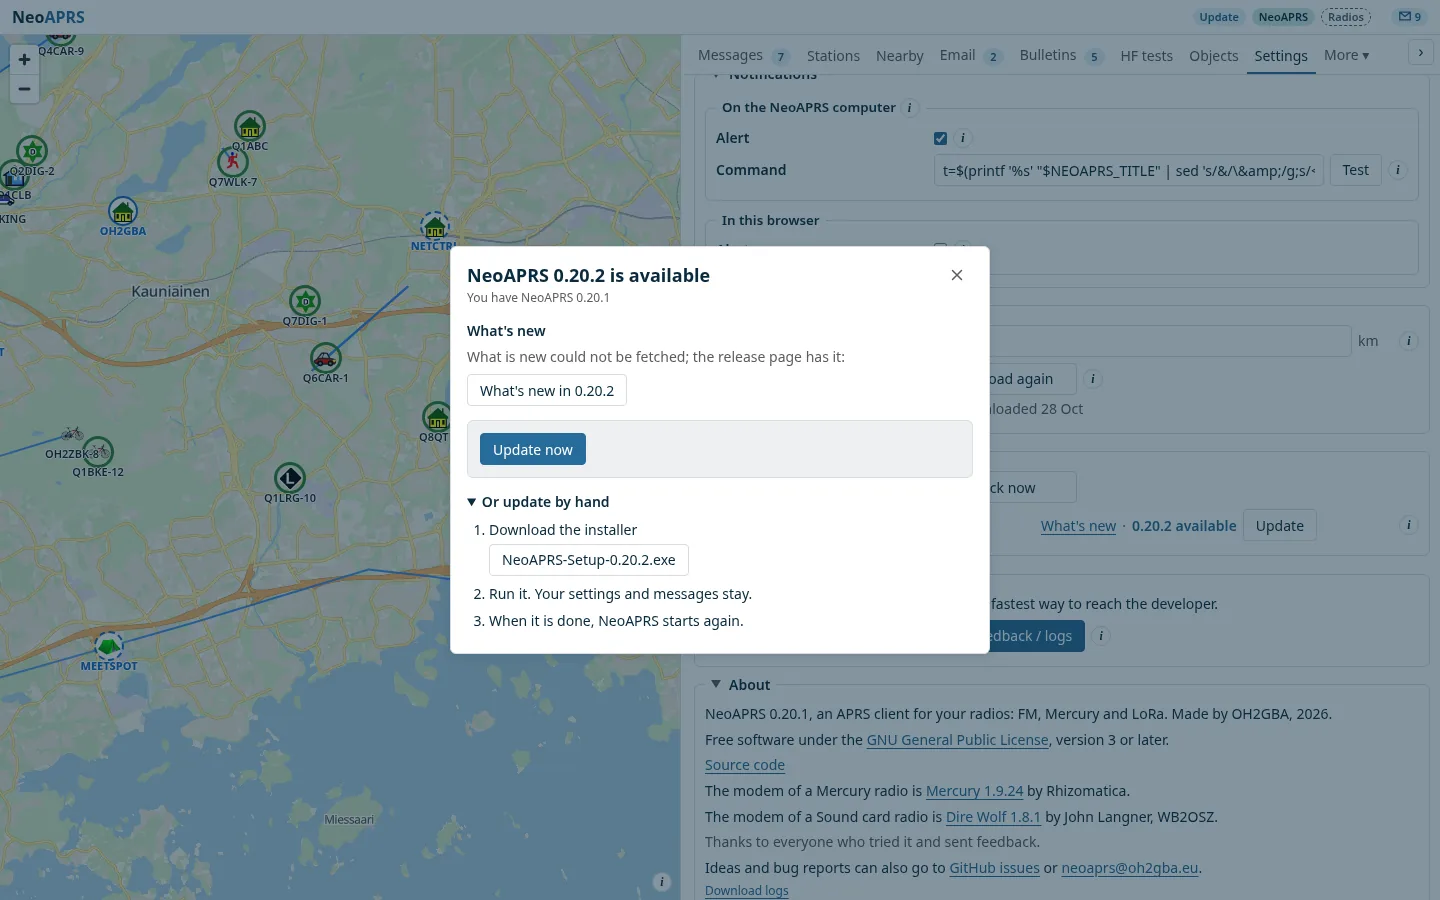 NeoAPRS
Update
NeoAPRS
Radios
9
Messages 7
Stations
Nearby
Email 2
Bulletins 5
HF tests
Objects
Settings
More ▾
+
−
Q4CAR-9
Q1ABC
Q2DIG-2
Q7WLK-7
Q1CLB
KING
OH2GBA
NETCTRL
Kauniainen
Q7DIG-1
Q6CAR-1
Q8QT
OH2ZBK-8
Q1BKE-12
Q1LRG-10
MEETSPOT
Miessaari
i
Notifications
On the NeoAPRS computer i
Alert i
Command t=$(printf '%s' "$NEOAPRS_TITLE" | sed 's/&/\&amp;/g;s/< Test i
In this browser
km i
oad again i
loaded 28 Oct
ck now
What's new · 0.20.2 available Update i
fastest way to reach the developer.
edback / logs i
▼ About
NeoAPRS 0.20.1, an APRS client for your radios: FM, Mercury and LoRa. Made by OH2GBA, 2026.
Free software under the GNU General Public License, version 3 or later.
Source code
The modem of a Mercury radio is Mercury 1.9.24 by Rhizomatica.
The modem of a Sound card radio is Dire Wolf 1.8.1 by John Langner, WB2OSZ.
Thanks to everyone who tried it and sent feedback.
Ideas and bug reports can also go to GitHub issues or neoaprs@oh2gba.eu.
Download logs
NeoAPRS 0.20.2 is available
You have NeoAPRS 0.20.1
What's new
What is new could not be fetched; the release page has it:
What's new in 0.20.2
Update now
▼ Or update by hand
1. Download the installer
NeoAPRS-Setup-0.20.2.exe
2. Run it. Your settings and messages stay.
3. When it is done, NeoAPRS starts again.